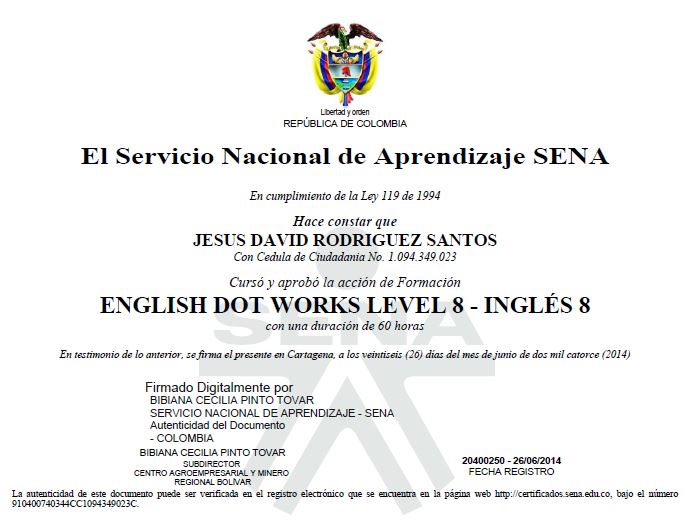 Libertad y orden
REPÚBLICA DE COLOMBIA
El Servicio Nacional de Aprendizaje SENA
En cumplimiento de la Ley 119 de 1994
Hace constar que
JESUS DAVID RODRIGUEZ SANTOS
Con Cedula de Ciudadania No. 1.094.349.023
Cursó y aprobó la acción de Formación
ENGLISH DOT WORKS LEVEL 8 - INGLÉS 8
SENA
con una duración de 60 horas
En testimonio de lo anterior, se firma el presente en Cartagena, a los veintiseis (26) días del mes de junio de dos mil catorce (2014)
Firmado Digitalmente por
BIBIANA CECILIA PINTO TOVAR
SERVICIO NACIONAL DE APRENDIZAJE - SENA
Autenticidad del Documento
- COLOMBIA
BIBIANA CECILIA PINTO TOVAR
SUBDIRECTOR
CENTRO AGROEMPRESARIAL Y MINERO
REGIONAL BOLÍVAR
20400250 - 26/06/2014
FECHA REGISTRO
La autenticidad de este documento puede ser verificada en el registro electrónico que se encuentra en la página web http://certificados.sena.edu.co, bajo el número
910400740344CC1094349023C.